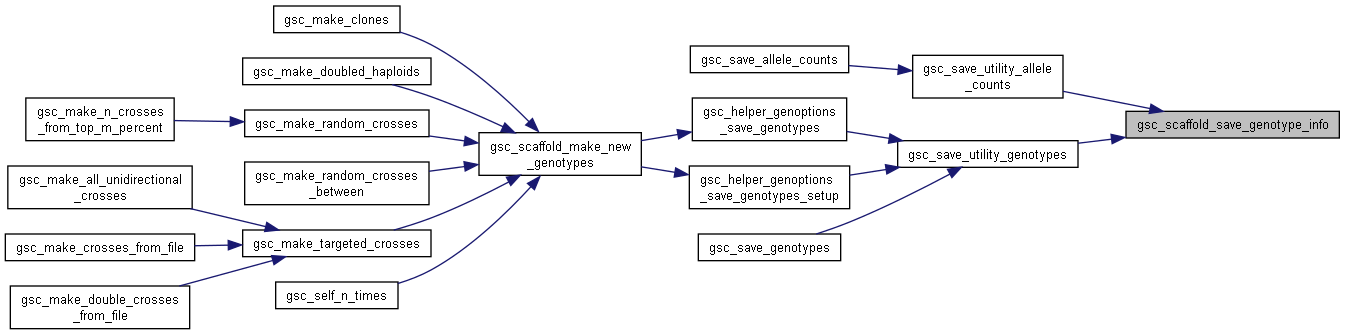 gsc_make_clones
gsc_make_doubled_haploids
gsc_make_n_crosses
_from_top_m_percent
gsc_make_random_crosses
gsc_make_random_crosses
_between
gsc_make_all_unidirectional
_crosses
gsc_make_crosses_from_file
gsc_make_targeted_crosses
gsc_make_double_crosses
_from_file
gsc_self_n_times
gsc_scaffold_make_new
_genotypes
gsc_save_allele_counts
gsc_helper_genoptions
_save_genotypes
gsc_helper_genoptions
_save_genotypes_setup
gsc_save_genotypes
gsc_save_utility_allele
_counts
gsc_save_utility_genotypes
gsc_scaffold_save_genotype_info